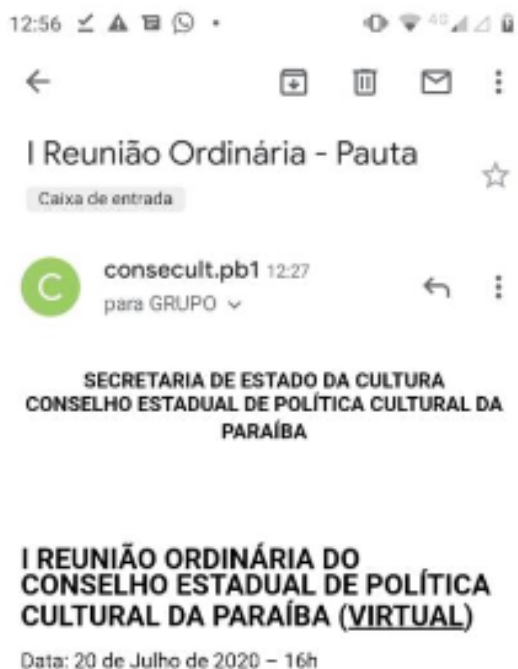 12:56
4G
I Reunião Ordinária - Pauta
Caixa de entrada
C
consecult.pb1 12:27
para GRUPO
SECRETARIA DE ESTADO DA CULTURA
CONSELHO ESTADUAL DE POLÍTICA CULTURAL DA
PARAÍBA
I REUNIÃO ORDINÁRIA DO
CONSELHO ESTADUAL DE POLÍTICA
CULTURAL DA PARAÍBA (VIRTUAL)
Data: 20 de Julho de 2020 – 16h